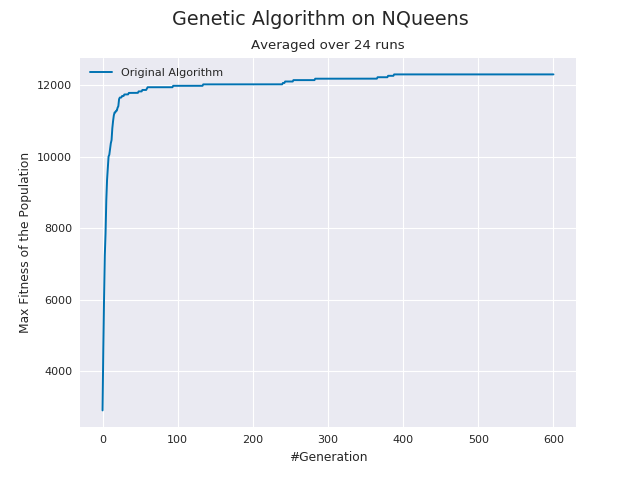 Genetic Algorithm on NQueens
Averaged over 24 runs
Original Algorithm
Max Fitness of the Population
12000
10000
8000
6000
4000
0 100 200 300 400 500 600
#Generation